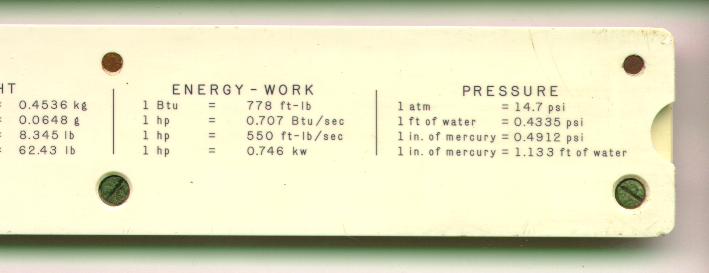 HT
= 0.4536 kg
= 0.0648 g
= 8.345 lb
= 62.43 lb
ENERGY - WORK
1 Btu = 778 ft-lb
1 hp = 0.707 Btu/sec
1 hp = 550 ft-lb/sec
1 hp = 0.746 kw
PRESSURE
1 atm = 14.7 psi
1 ft of water = 0.4335 psi
1 in. of mercury = 0.4912 psi
1 in. of mercury = 1.133 ft of water